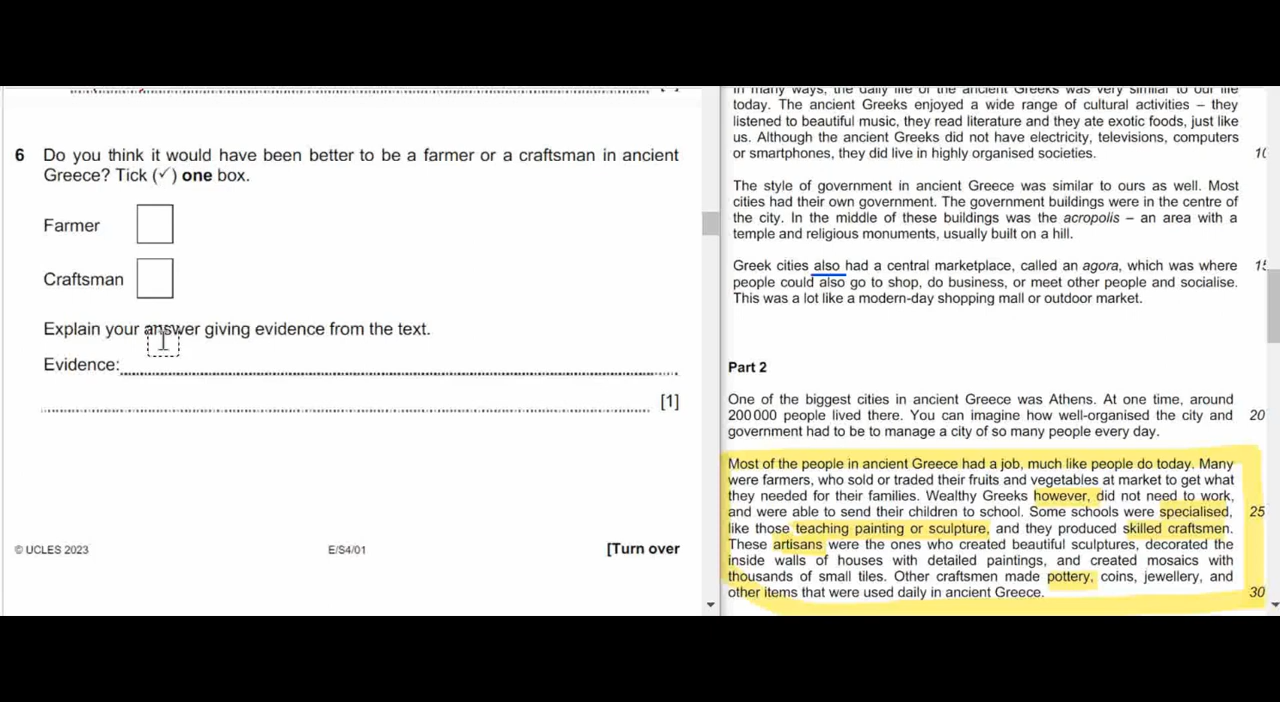 6 Do you think it would have been better to be a farmer or a craftsman in ancient
Greece? Tick (✓) one box.
Farmer
Craftsman
Explain your answer giving evidence from the text.
Evidence:
[1]
© UCLES 2023
E/S4/01
[Turn over
In many ways, the daily life of the ancient Greeks was very similar to our life
today. The ancient Greeks enjoyed a wide range of cultural activities – they
listened to beautiful music, they read literature and they ate exotic foods, just like
us. Although the ancient Greeks did not have electricity, televisions, computers
or smartphones, they did live in highly organised societies. 10
The style of government in ancient Greece was similar to ours as well. Most
cities had their own government. The government buildings were in the centre of
the city. In the middle of these buildings was the acropolis – an area with a
temple and religious monuments, usually built on a hill.
Greek cities also had a central marketplace, called an agora, which was where 15
people could also go to shop, do business, or meet other people and socialise.
This was a lot like a modern-day shopping mall or outdoor market.
Part 2
One of the biggest cities in ancient Greece was Athens. At one time, around
200 000 people lived there. You can imagine how well-organised the city and 20
government had to be to manage a city of so many people every day.
Most of the people in ancient Greece had a job, much like people do today. Many
were farmers, who sold or traded their fruits and vegetables at market to get what
they needed for their families. Wealthy Greeks however, did not need to work,
and were able to send their children to school. Some schools were specialised, 25
like those teaching painting or sculpture, and they produced skilled craftsmen.
These artisans were the ones who created beautiful sculptures, decorated the
inside walls of houses with detailed paintings, and created mosaics with
thousands of small tiles. Other craftsmen made pottery, coins, jewellery, and
other items that were used daily in ancient Greece. 30